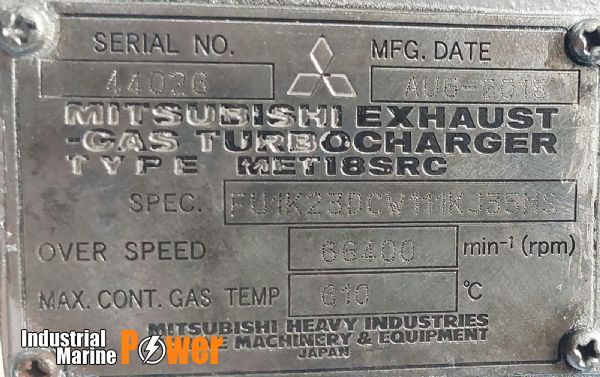 SERIAL NO.
MFG. DATE
44026
AUG-2018
MITSUBISHI EXHAUST
-GAS TURBOCHARGER
TYPE MET18SRC
SPEC. FU1K23DCW111KJ35NS
OVER SPEED 66400 min-1 (rpm)
MAX. CONT. GAS TEMP 610 °C
MITSUBISHI HEAVY INDUSTRIES
MACHINERY & EQUIPMENT
JAPAN
Industrial
Marine Power